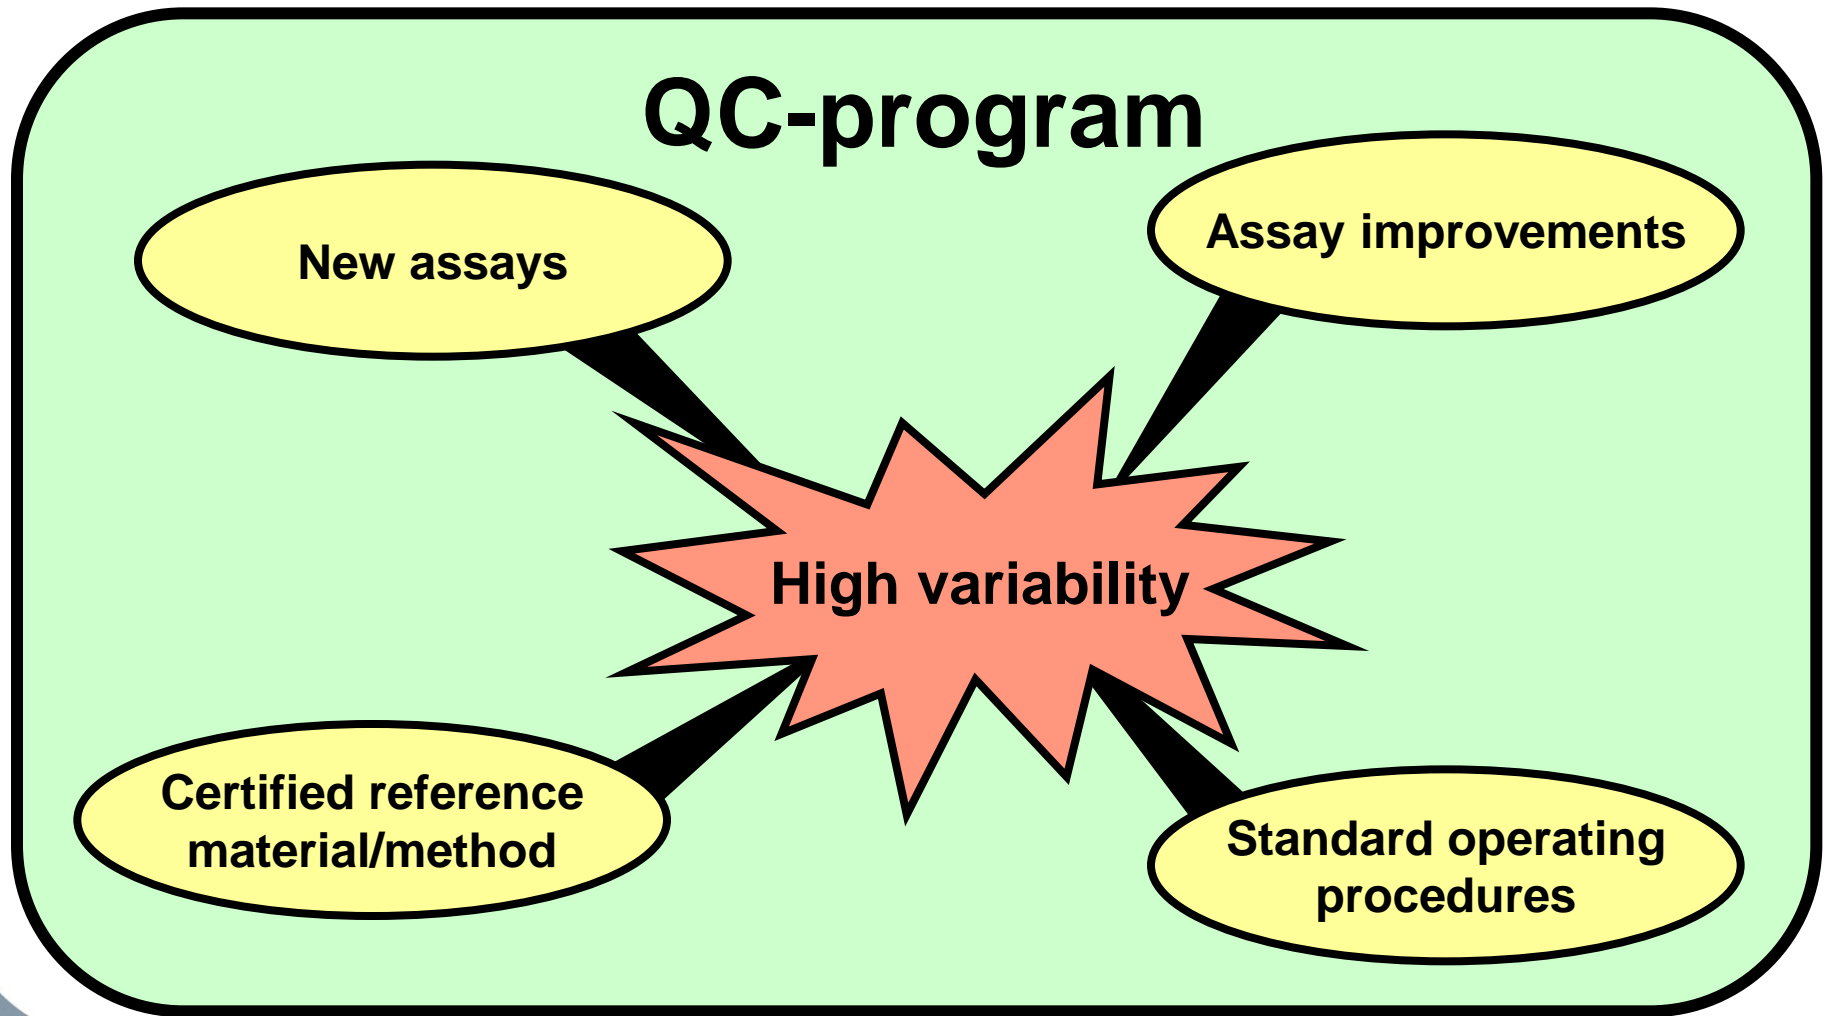 QC-program
New assays
Assay improvements
High variability
Certified reference
material/method
Standard operating
procedures